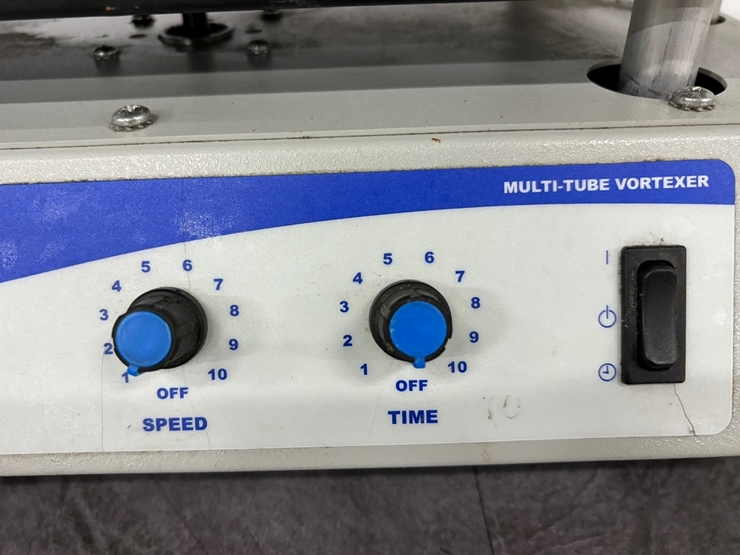 MULTI-TUBE VORTEXER
1 2 3 4 5 6 7 8 9 10
OFF
SPEED
1 2 3 4 5 6 7 8 9 10
OFF
TIME
10
I